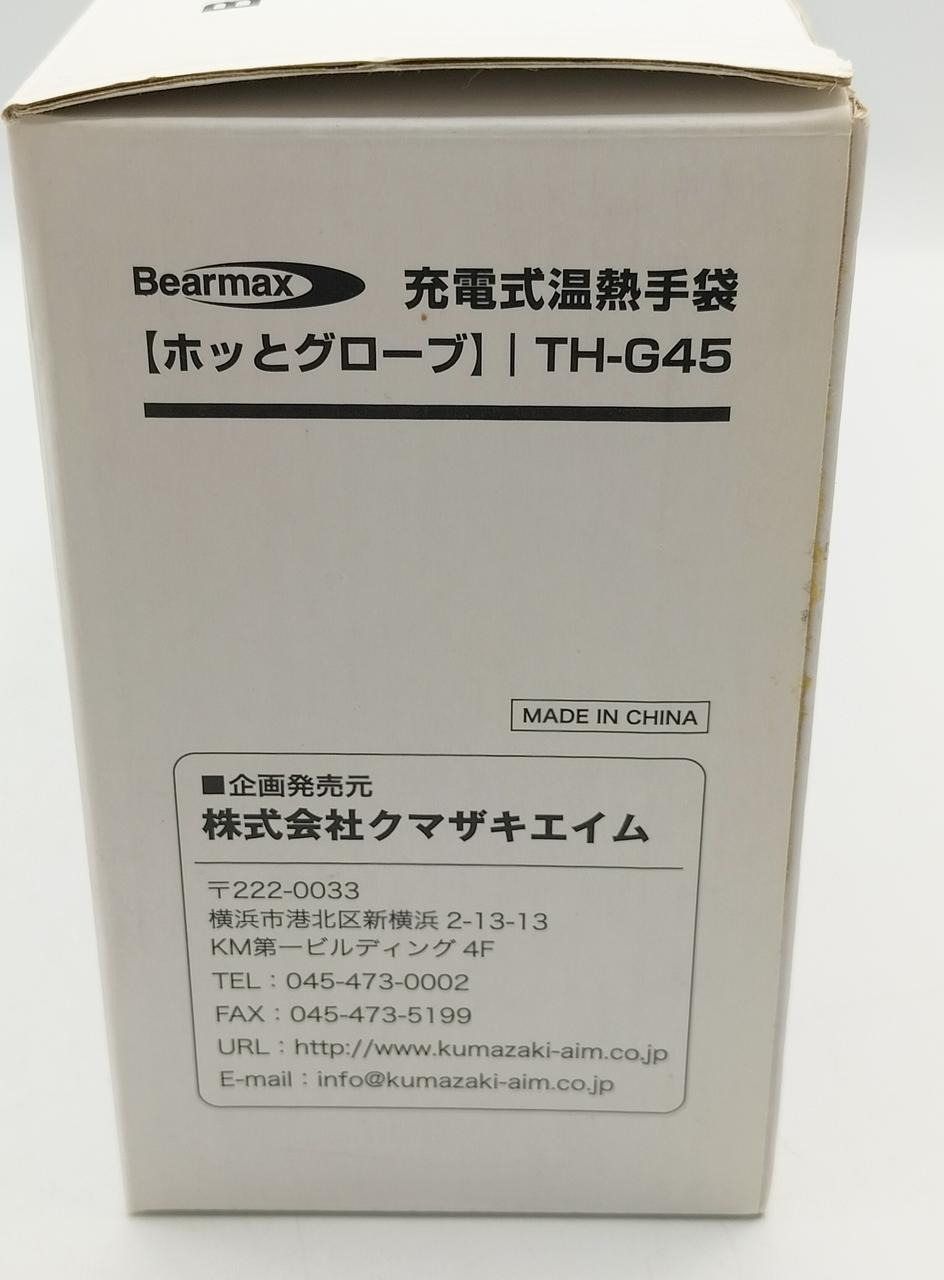 B
Bearmax 充電式温熱手袋
【ホッとグローブ】｜TH-G45
MADE IN CHINA
■企画発売元
株式会社クマザキエイム
〒222-0033
横浜市港北区新横浜 2-13-13
KM第一ビルディング 4F
TEL：045-473-0002
FAX：045-473-5199
URL：http://www.kumazaki-aim.co.jp
E-mail：info@kumazaki-aim.co.jp